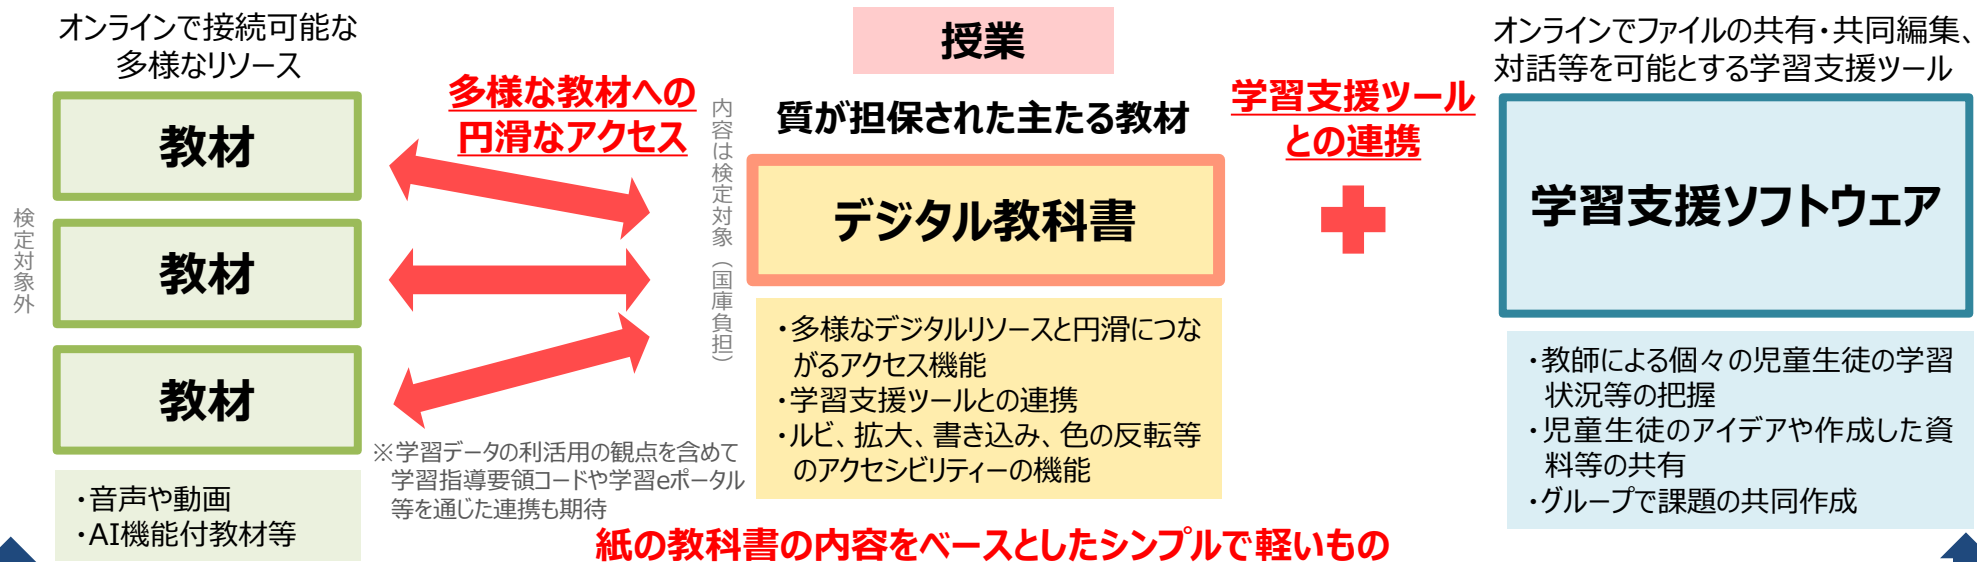 オンラインで接続可能な
多様なリソース
検定対象外
教材
教材
教材
・音声や動画
・AI機能付教材等
多様な教材への
円滑なアクセス
※学習データの利活用の観点を含めて
学習指導要領コードや学習eポータル
等を通じた連携も期待
授業
質が担保された主たる教材
内容は検定対象（国庫負担）
デジタル教科書
・多様なデジタルリソースと円滑につな
がるアクセス機能
・学習支援ツールとの連携
・ルビ、拡大、書き込み、色の反転等
のアクセシビリティーの機能
紙の教科書の内容をベースとしたシンプルで軽いもの
学習支援ツール
との連携
オンラインでファイルの共有・共同編集、
対話等を可能とする学習支援ツール
学習支援ソフトウェア
・教師による個々の児童生徒の学習
状況等の把握
・児童生徒のアイデアや作成した資
料等の共有
・グループで課題の共同作成